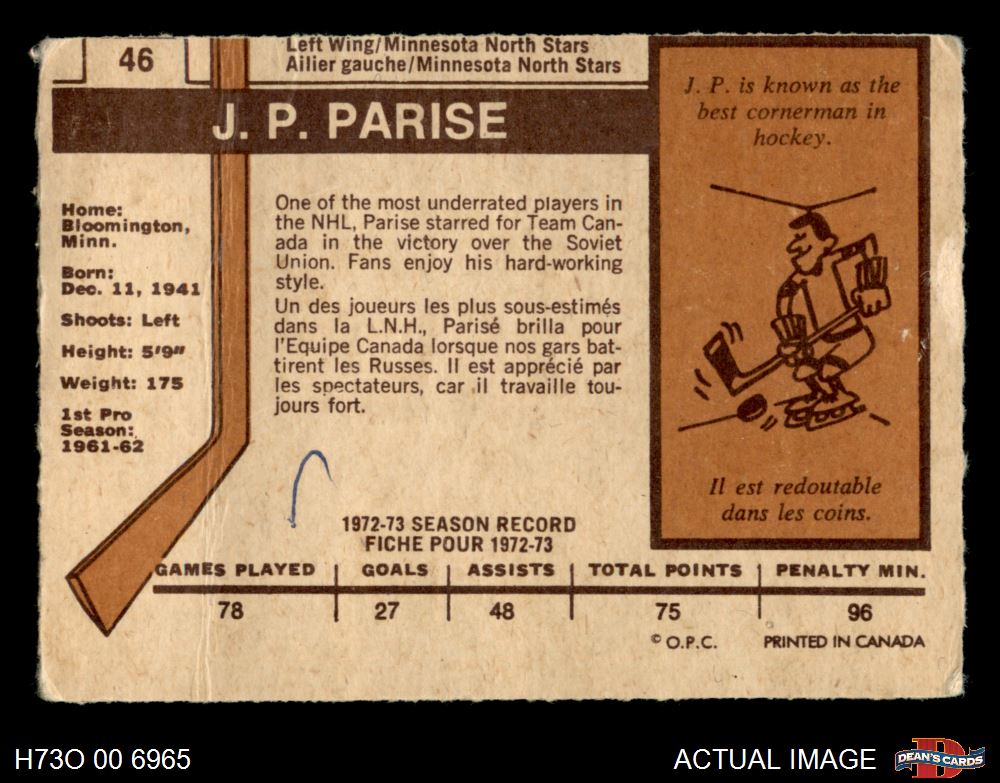 46
Left Wing/Minnesota North Stars
Ailier gauche/Minnesota North Stars
J. P. PARISE
Home:
Bloomington,
Minn.
Born:
Dec. 11, 1941
Shoots: Left
Height: 5'9"
Weight: 175
1st Pro
Season:
1961-62
One of the most underrated players in
the NHL, Parise starred for Team Can-
ada in the victory over the Soviet
Union. Fans enjoy his hard-working
style.
Un des joueurs les plus sous-estimés
dans la L.N.H., Parisé brilla pour
l'Equipe Canada lorsque nos gars bat-
tirent les Russes. Il est apprécié par
les spectateurs, car il travaille tou-
jours fort.
J. P. is known as the
best cornerman in
hockey.
Il est redoutable
dans les coins.
1972-73 SEASON RECORD
FICHE POUR 1972-73
GAMES PLAYED GOALS ASSISTS TOTAL POINTS PENALTY MIN.
78 27 48 75 96
© O.P.C. PRINTED IN CANADA
H73O 00 6965
ACTUAL IMAGE
D
DEAN'S CARDS